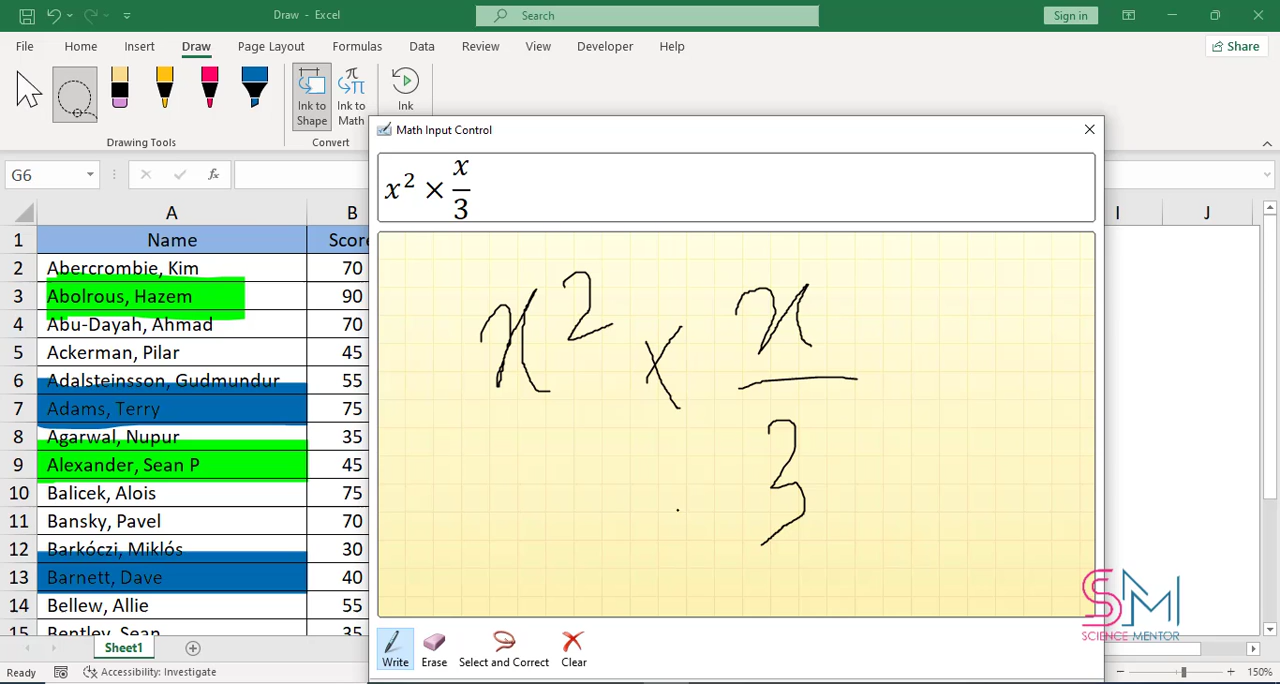 Draw - Excel
Search
Sign in
File Home Insert Draw Page Layout Formulas Data Review View Developer Help
Share
Ink to Shape
Ink to Math
Ink
Drawing Tools
Convert
Math Input Control
G6
fx
x² × x/3
x² × x/3
A B I J
1 Name Score
2 Abercrombie, Kim 70
3 Abolrous, Hazem 90
4 Abu-Dayah, Ahmad 70
5 Ackerman, Pilar 45
6 Adalsteinsson, Gudmundur 55
7 Adams, Terry 75
8 Agarwal, Nupur 35
9 Alexander, Sean P 45
10 Balicek, Alois 75
11 Bansky, Pavel 70
12 Barkóczi, Miklós 30
13 Barnett, Dave 40
14 Bellew, Allie 55
15 Bentley, Sean 35
SM
SCIENCE MENTOR
Write Erase Select and Correct Clear
Sheet1
Ready Accessibility: Investigate 150%